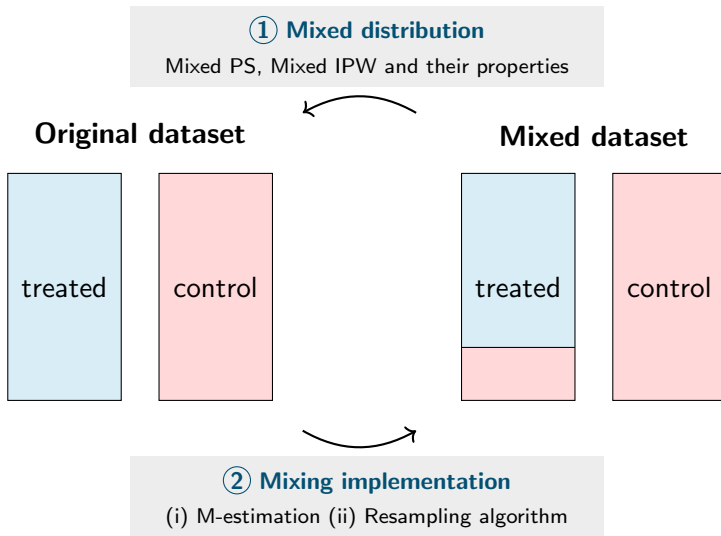 ① Mixed distribution
Mixed PS, Mixed IPW and their properties
Original dataset
Mixed dataset
treated
control
treated
control
② Mixing implementation
(i) M-estimation (ii) Resampling algorithm